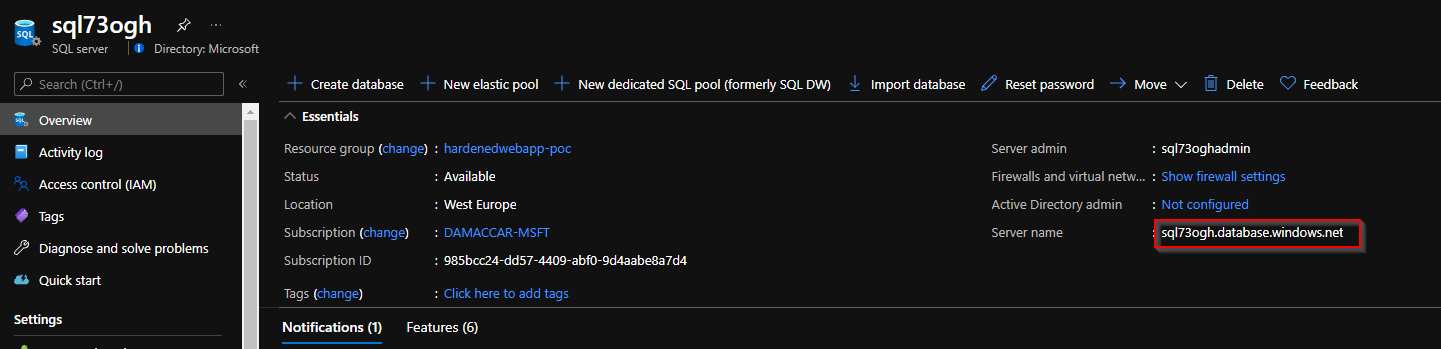 sql73ogh
...
SQL server
Directory: Microsoft
Search (Ctrl+/)
«
Overview
Activity log
Access control (IAM)
Tags
Diagnose and solve problems
Quick start
Settings
Create database
New elastic pool
New dedicated SQL pool (formerly SQL DW)
Import database
Reset password
Move
Delete
Feedback
Essentials
Resource group (change) : hardenedwebapp-poc
Status : Available
Location : West Europe
Subscription (change) : DAMACCAR-MSFT
Subscription ID : 985bcc24-dd57-4409-abf0-9d4aabe8a7d4
Tags (change) : Click here to add tags
Server admin : sql73oghadmin
Firewalls and virtual netw... : Show firewall settings
Active Directory admin : Not configured
Server name : sql73ogh.database.windows.net
Notifications (1)
Features (6)